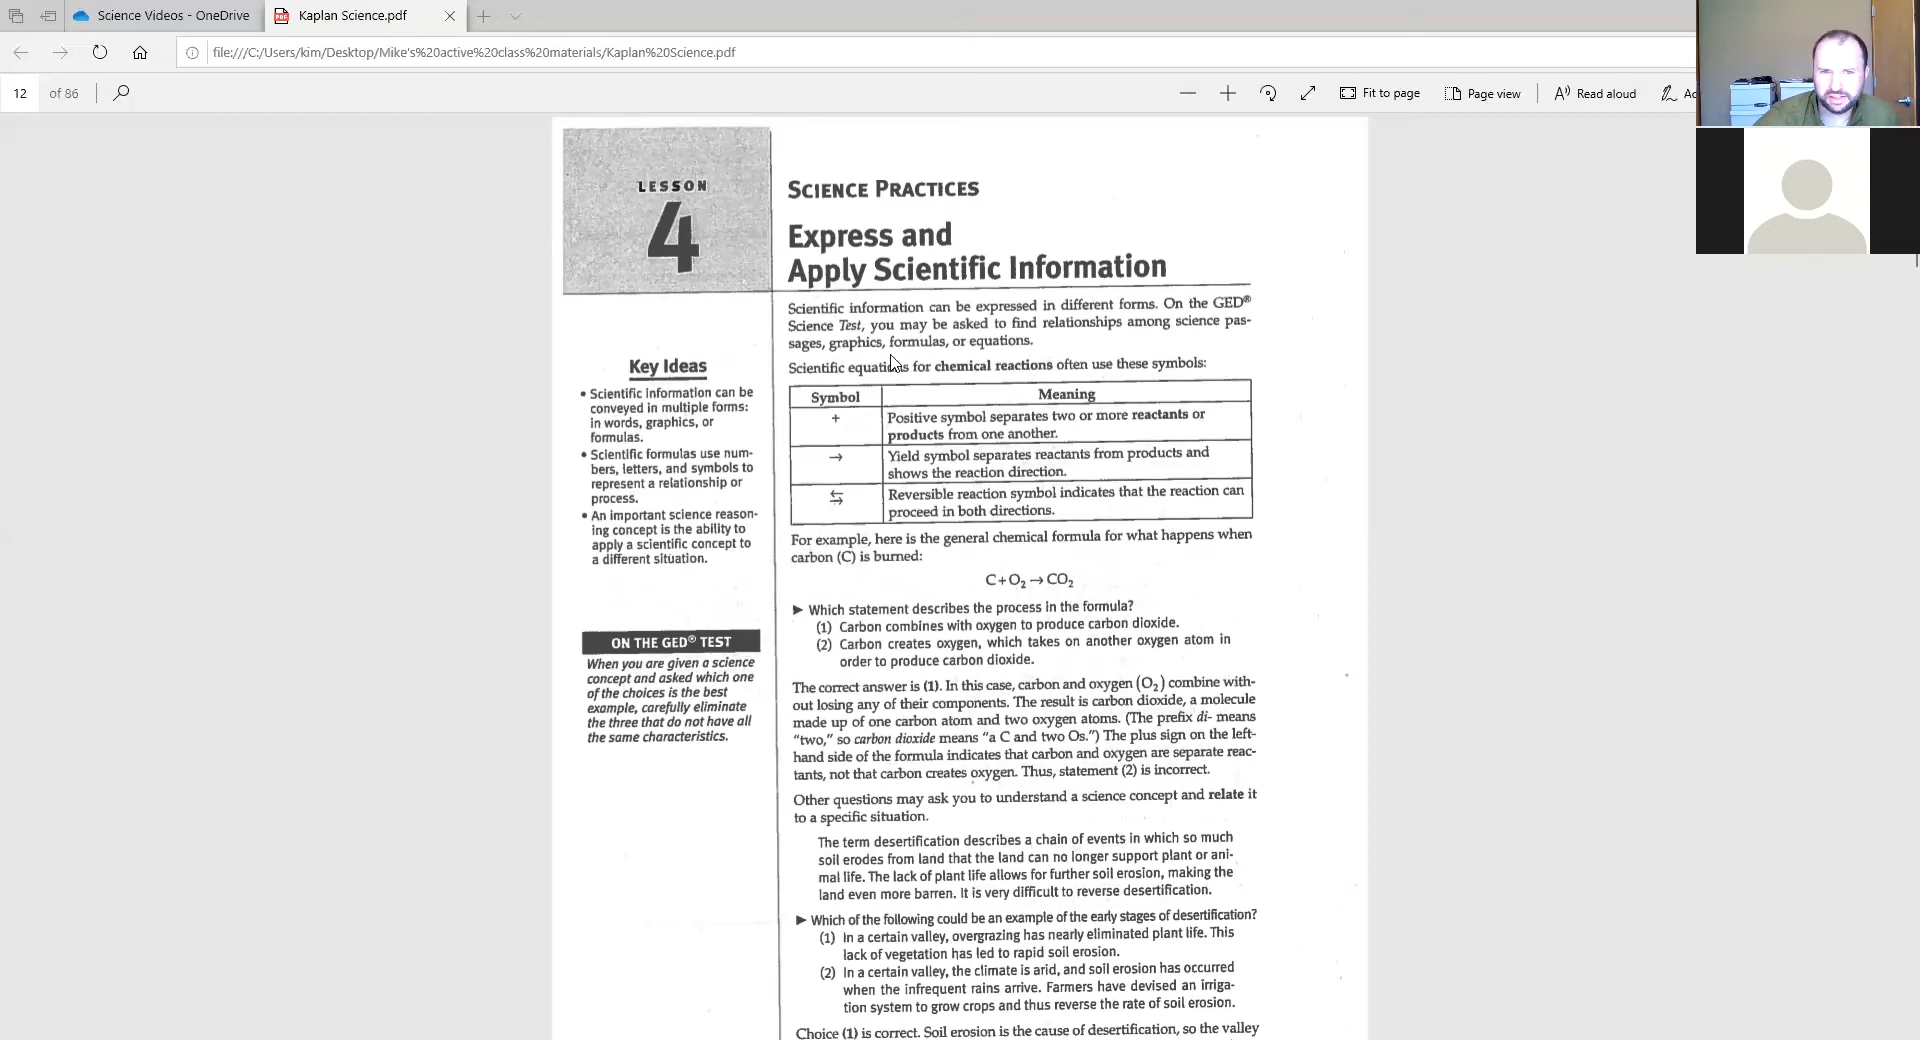 Science Videos - OneDrive
Kaplan Science.pdf
file:///C:/Users/kim/Desktop/Mike's%20active%20class%20materials/Kaplan%20Science.pdf
12 of 86
Fit to page
Page view
Read aloud
LESSON
4
SCIENCE PRACTICES
Express and
Apply Scientific Information
Scientific information can be expressed in different forms. On the GED®
Science Test, you may be asked to find relationships among science pas-
sages, graphics, formulas, or equations.
Scientific equations for chemical reactions often use these symbols:
Symbol Meaning
+ Positive symbol separates two or more reactants or
products from one another.
→ Yield symbol separates reactants from products and
shows the reaction direction.
⇆ Reversible reaction symbol indicates that the reaction can
proceed in both directions.
For example, here is the general chemical formula for what happens when
carbon (C) is burned:
C + O₂ → CO₂
► Which statement describes the process in the formula?
(1) Carbon combines with oxygen to produce carbon dioxide.
(2) Carbon creates oxygen, which takes on another oxygen atom in
order to produce carbon dioxide.
The correct answer is (1). In this case, carbon and oxygen (O₂) combine with-
out losing any of their components. The result is carbon dioxide, a molecule
made up of one carbon atom and two oxygen atoms. (The prefix di- means
“two,” so carbon dioxide means “a C and two Os.”) The plus sign on the left-
hand side of the formula indicates that carbon and oxygen are separate reac-
tants, not that carbon creates oxygen. Thus, statement (2) is incorrect.
Other questions may ask you to understand a science concept and relate it
to a specific situation.
The term desertification describes a chain of events in which so much
soil erodes from land that the land can no longer support plant or ani-
mal life. The lack of plant life allows for further soil erosion, making the
land even more barren. It is very difficult to reverse desertification.
► Which of the following could be an example of the early stages of desertification?
(1) In a certain valley, overgrazing has nearly eliminated plant life. This
lack of vegetation has led to rapid soil erosion.
(2) In a certain valley, the climate is arid, and soil erosion has occurred
when the infrequent rains arrive. Farmers have devised an irriga-
tion system to grow crops and thus reverse the rate of soil erosion.
Choice (1) is correct. Soil erosion is the cause of desertification, so the valley
Key Ideas
• Scientific information can be
conveyed in multiple forms:
in words, graphics, or
formulas.
• Scientific formulas use num-
bers, letters, and symbols to
represent a relationship or
process.
• An important science reason-
ing concept is the ability to
apply a scientific concept to
a different situation.
ON THE GED® TEST
When you are given a science
concept and asked which one
of the choices is the best
example, carefully eliminate
the three that do not have all
the same characteristics.